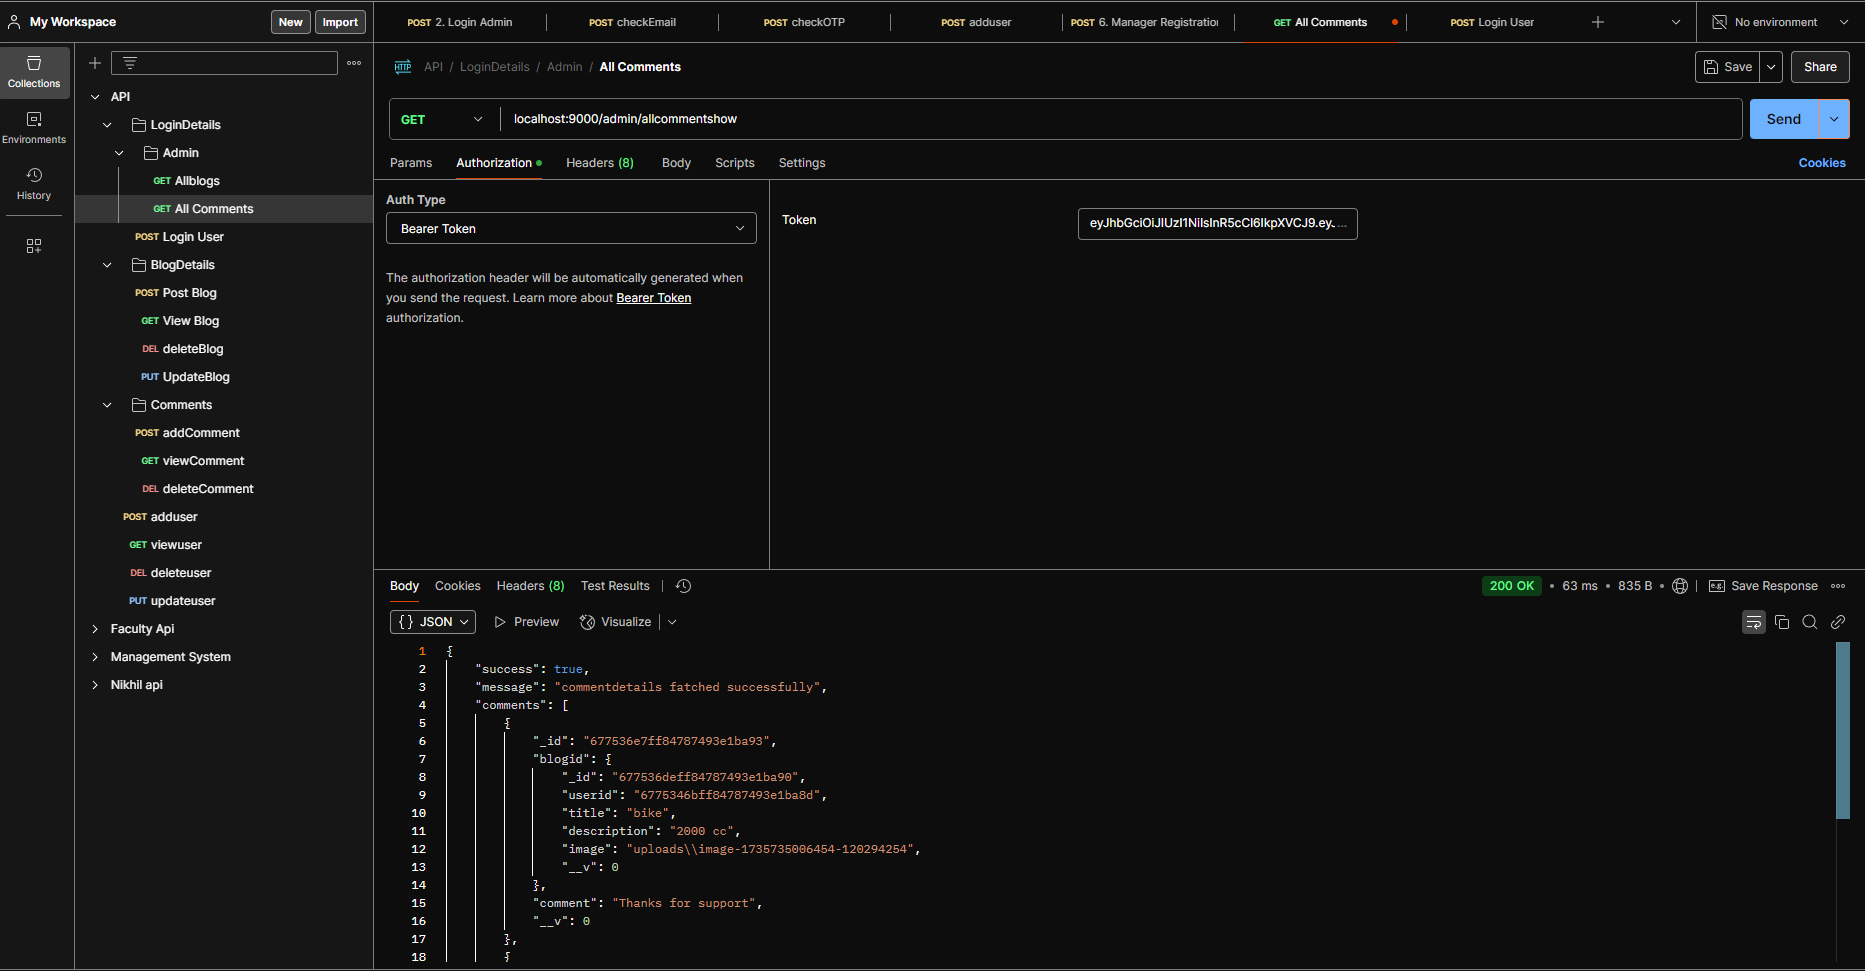 My Workspace
New
Import
POST 2. Login Admin
POST checkEmail
POST checkOTP
POST adduser
POST 6. Manager Registration
GET All Comments
POST Login User
No environment
Collections
Environments
History
API
LoginDetails
Admin
GET Allblogs
GET All Comments
POST Login User
BlogDetails
POST Post Blog
GET View Blog
DEL deleteBlog
PUT UpdateBlog
Comments
POST addComment
GET viewComment
DEL deleteComment
POST adduser
GET viewuser
DEL deleteuser
PUT updateuser
Faculty Api
Management System
Nikhil api
HTTP API / LoginDetails / Admin / All Comments
Save
Share
GET
localhost:9000/admin/allcommentshow
Send
Params
Authorization
Headers (8)
Body
Scripts
Settings
Cookies
Auth Type
Bearer Token
The authorization header will be automatically generated when
you send the request. Learn more about Bearer Token
authorization.
Token
eyJhbGciOiJIUzI1NiIsInR5cCI6IkpXVCJ9.ey...
Body
Cookies
Headers (8)
Test Results
200 OK • 63 ms • 835 B
e.g. Save Response
{} JSON
Preview
Visualize
1 {
2 "success": true,
3 "message": "commentdetails fatched successfully",
4 "comments": [
5 {
6 "_id": "677536e7ff84787493e1ba93",
7 "blogid": {
8 "_id": "677536deff84787493e1ba90",
9 "userid": "6775346bff84787493e1ba8d",
10 "title": "bike",
11 "description": "2000 cc",
12 "image": "uploads\\image-1735735006454-120294254",
13 "__v": 0
14 },
15 "comment": "Thanks for support",
16 "__v": 0
17 },
18 {